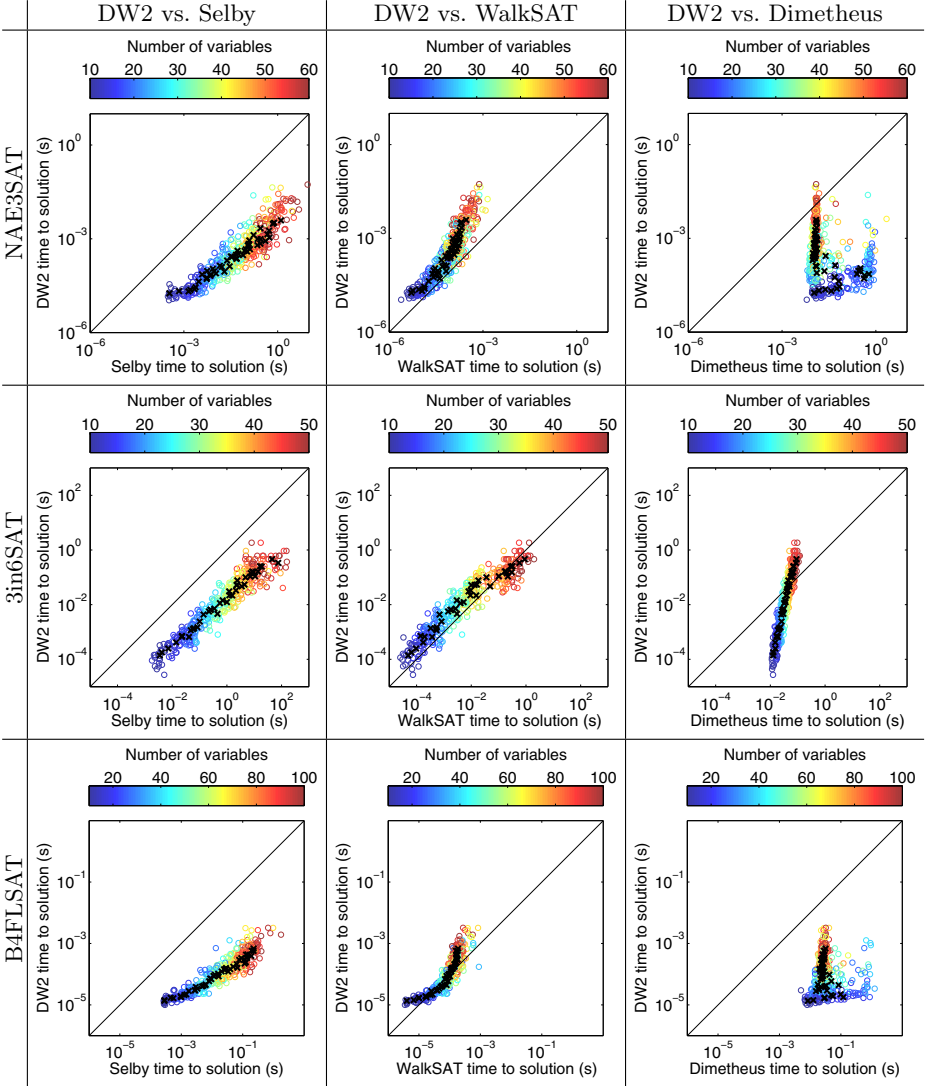 DW2 vs. Selby DW2 vs. WalkSAT DW2 vs. Dimetheus
NAE3SAT
Number of variables
10 20 30 40 50 60
DW2 time to solution (s)
10^0
10^−3
10^−6
10^−6 10^−3 10^0
Selby time to solution (s)
Number of variables
10 20 30 40 50 60
DW2 time to solution (s)
10^0
10^−3
10^−6
10^−6 10^−3 10^0
WalkSAT time to solution (s)
Number of variables
10 20 30 40 50 60
DW2 time to solution (s)
10^0
10^−3
10^−6
10^−6 10^−3 10^0
Dimetheus time to solution (s)
3in6SAT
Number of variables
10 20 30 40 50
DW2 time to solution (s)
10^2
10^0
10^−2
10^−4
10^−4 10^−2 10^0 10^2
Selby time to solution (s)
Number of variables
10 20 30 40 50
DW2 time to solution (s)
10^2
10^0
10^−2
10^−4
10^−4 10^−2 10^0 10^2
WalkSAT time to solution (s)
Number of variables
10 20 30 40 50
DW2 time to solution (s)
10^2
10^0
10^−2
10^−4
10^−4 10^−2 10^0 10^2
Dimetheus time to solution (s)
B4FLSAT
Number of variables
20 40 60 80 100
DW2 time to solution (s)
10^−1
10^−3
10^−5
10^−5 10^−3 10^−1
Selby time to solution (s)
Number of variables
20 40 60 80 100
DW2 time to solution (s)
10^−1
10^−3
10^−5
10^−5 10^−3 10^−1
WalkSAT time to solution (s)
Number of variables
20 40 60 80 100
DW2 time to solution (s)
10^−1
10^−3
10^−5
10^−5 10^−3 10^−1
Dimetheus time to solution (s)